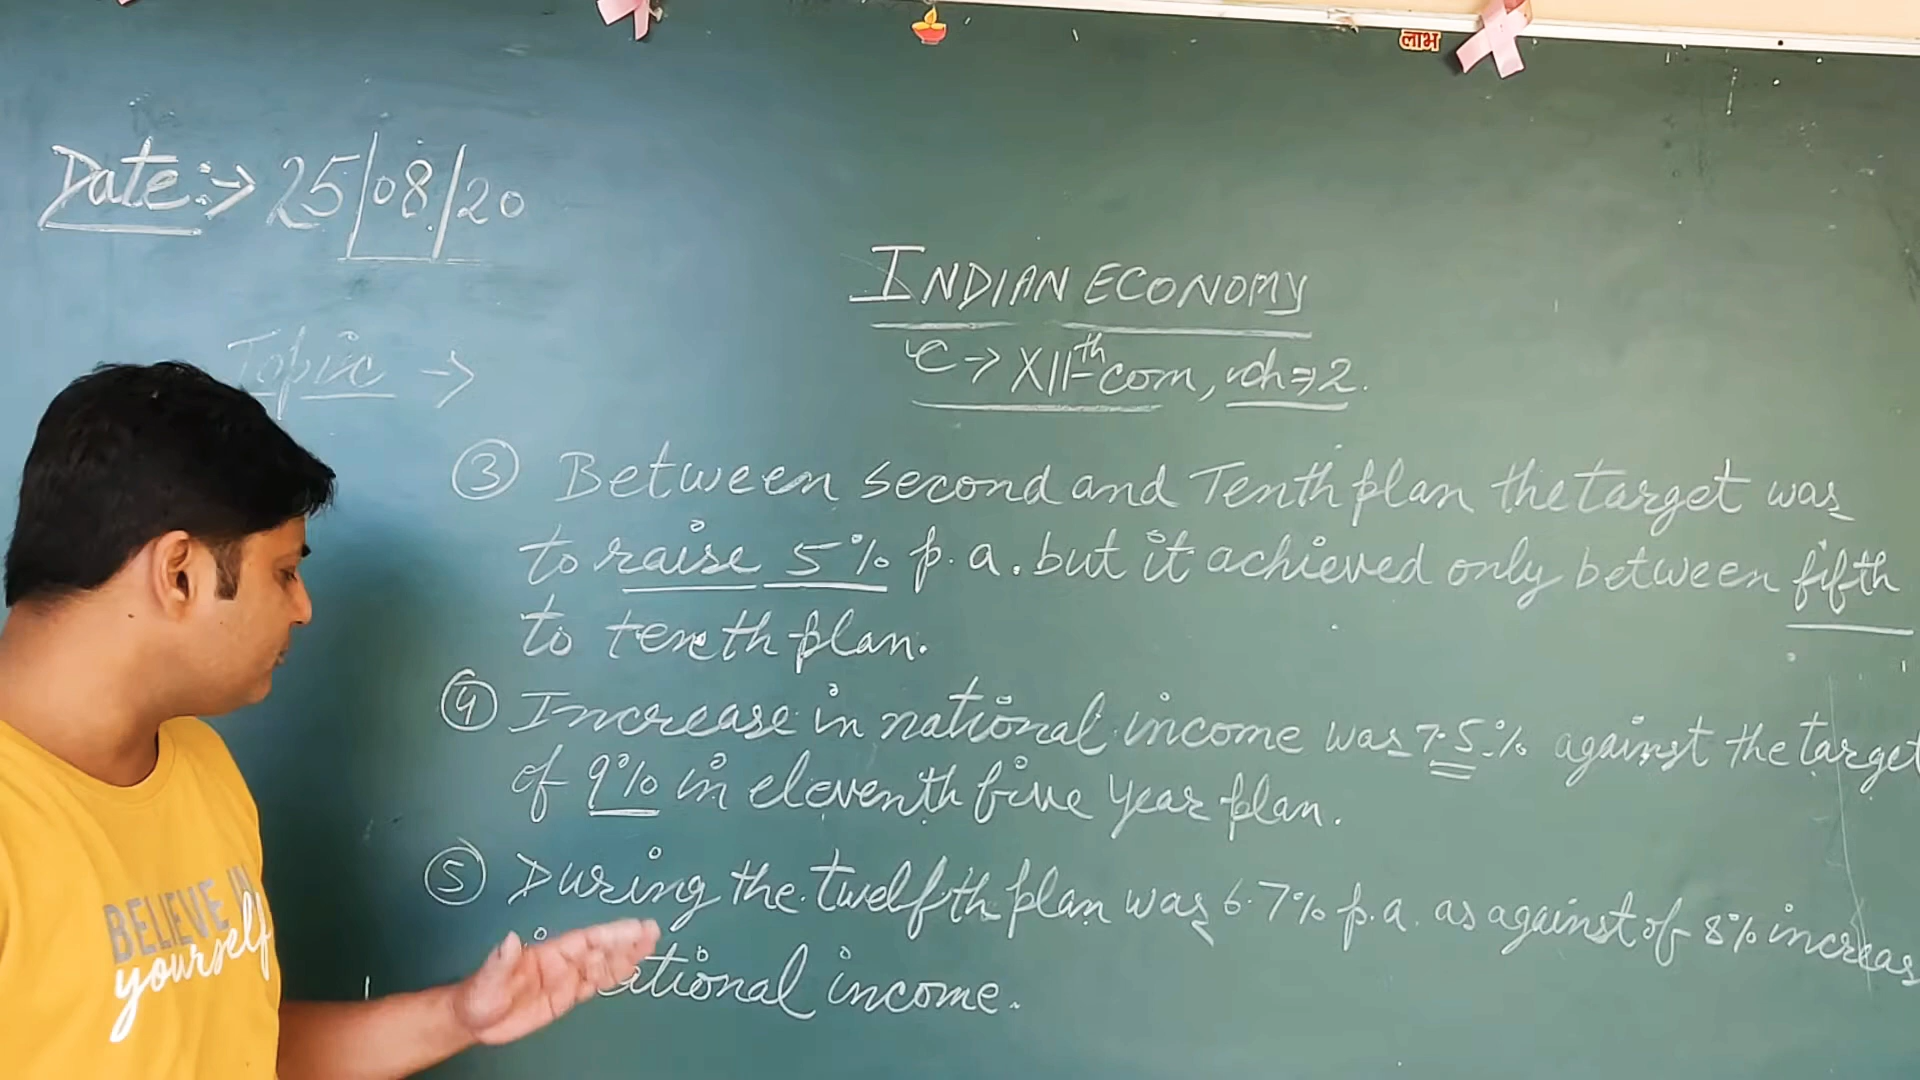 लाभ
Date:-> 25/08/20
INDIAN ECONOMY
Topic ->
C -> XIIth com, ch => 2.
③ Between second and Tenth plan the target was
to raise 5% p.a. but it achieved only between fifth
to tenth plan.
④ Increase in national income was 7.5% against the target
of 9% in eleventh five year plan.
⑤ During the twelfth plan was 6.7% p.a. as against of 8% increas
income.
BELIEVE IN
yourself